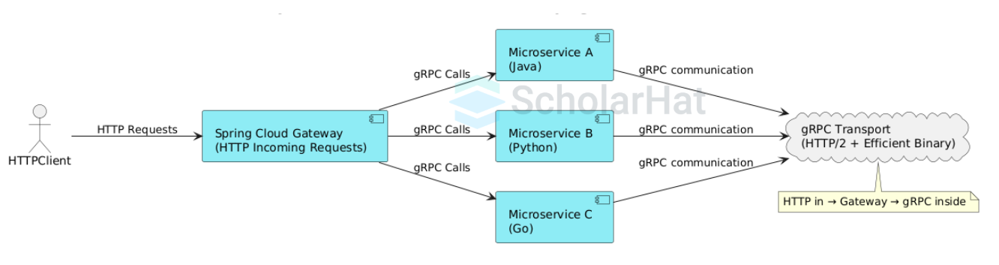 HTTPClient
HTTP Requests
Spring Cloud Gateway
(HTTP Incoming Requests)
gRPC Calls
gRPC Calls
gRPC Calls
Microservice A
(Java)
Microservice B
(Python)
Microservice C
(Go)
ScholarHat
gRPC communication
gRPC communication
gRPC communication
gRPC Transport
(HTTP/2 + Efficient Binary)
HTTP in → Gateway → gRPC inside